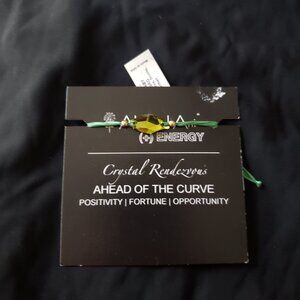 (+) ENERGY
Crystal Rendezvous
AHEAD OF THE CURVE
POSITIVITY | FORTUNE | OPPORTUNITY